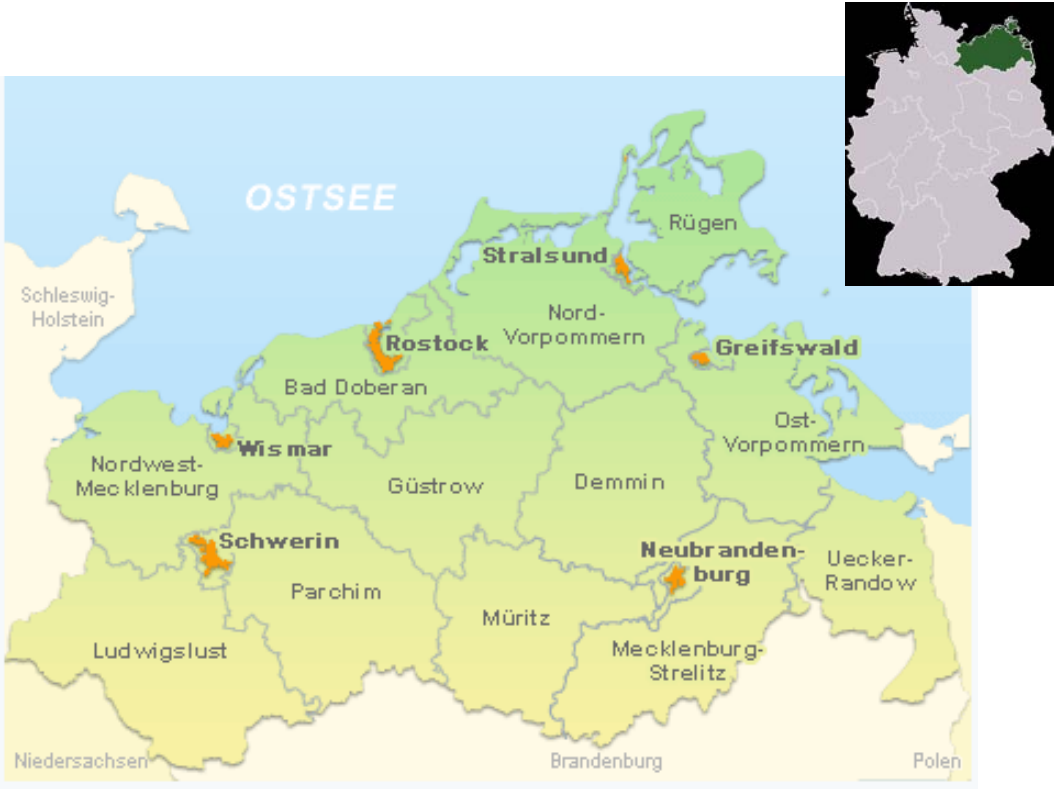 OSTSEE
Rügen
Stralsund
Schleswig-
Holstein
Nord-
Vorpommern
Rostock
Greifswald
Bad Doberan
Ost-
Vorpommern
Wismar
Nordwest-
Mecklenburg
Güstrow
Demmin
Schwerin
Neubranden-
burg
Uecker-
Randow
Parchim
Müritz
Ludwigslust
Mecklenburg-
Strelitz
Niedersachsen
Brandenburg
Polen